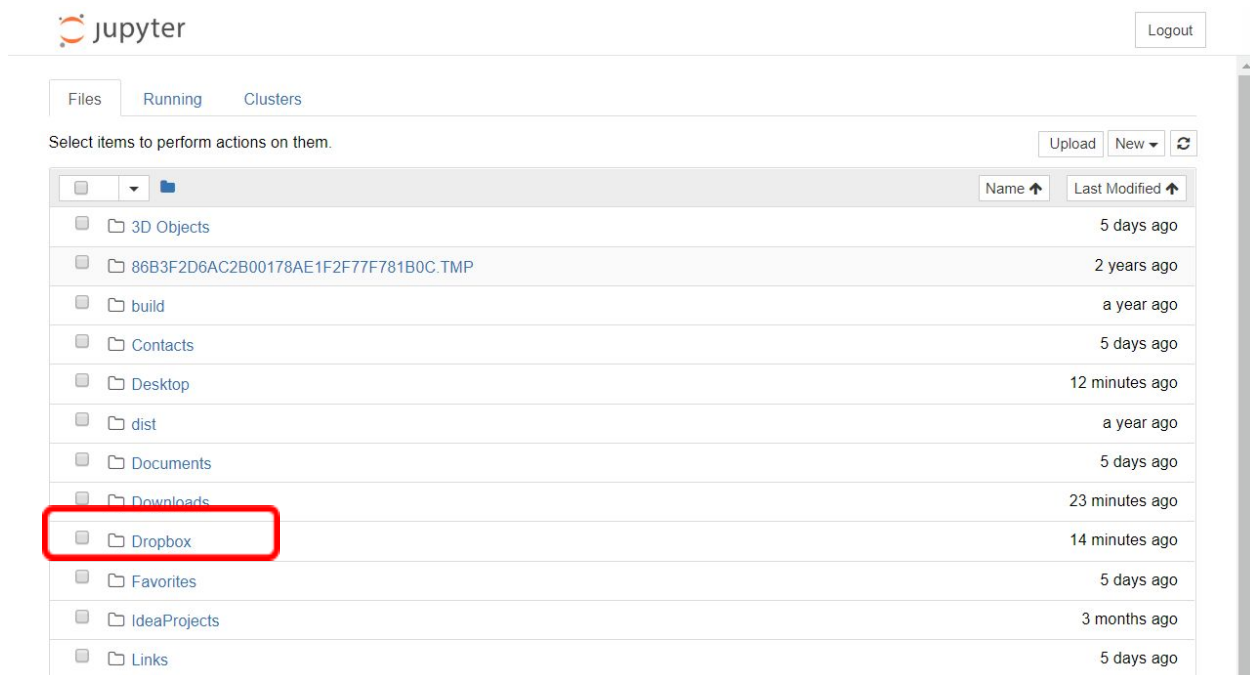 jupyter
Logout
Files Running Clusters
Select items to perform actions on them.
Upload New
Name Last Modified
3D Objects 5 days ago
86B3F2D6AC2B00178AE1F2F77F781B0C.TMP 2 years ago
build a year ago
Contacts 5 days ago
Desktop 12 minutes ago
dist a year ago
Documents 5 days ago
Downloads 23 minutes ago
Dropbox 14 minutes ago
Favorites 5 days ago
IdeaProjects 3 months ago
Links 5 days ago